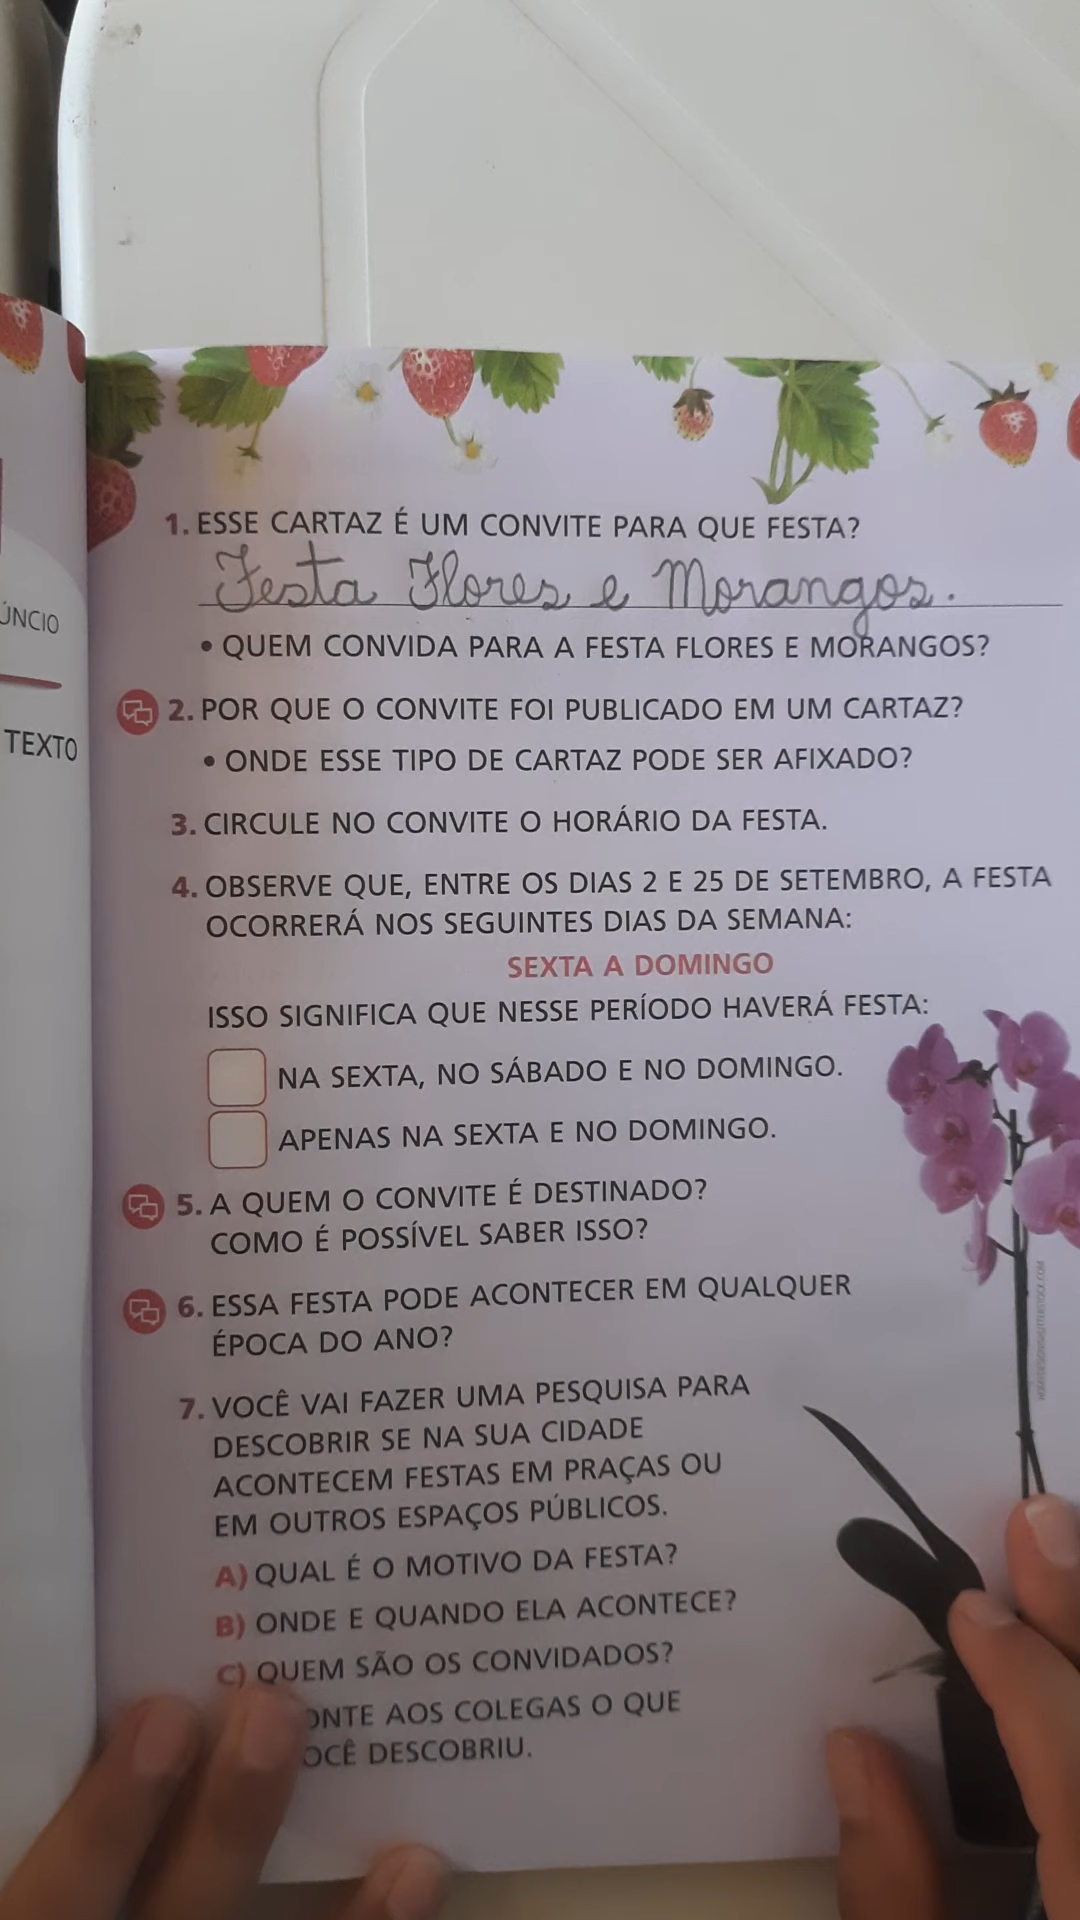 ÚNCIO
TEXTO
1. ESSE CARTAZ É UM CONVITE PARA QUE FESTA?
Festa Flores e Morangos.
• QUEM CONVIDA PARA A FESTA FLORES E MORANGOS?
2. POR QUE O CONVITE FOI PUBLICADO EM UM CARTAZ?
• ONDE ESSE TIPO DE CARTAZ PODE SER AFIXADO?
3. CIRCULE NO CONVITE O HORÁRIO DA FESTA.
4. OBSERVE QUE, ENTRE OS DIAS 2 E 25 DE SETEMBRO, A FESTA
OCORRERÁ NOS SEGUINTES DIAS DA SEMANA:
SEXTA A DOMINGO
ISSO SIGNIFICA QUE NESSE PERÍODO HAVERÁ FESTA:
NA SEXTA, NO SÁBADO E NO DOMINGO.
APENAS NA SEXTA E NO DOMINGO.
5. A QUEM O CONVITE É DESTINADO?
COMO É POSSÍVEL SABER ISSO?
6. ESSA FESTA PODE ACONTECER EM QUALQUER
ÉPOCA DO ANO?
7. VOCÊ VAI FAZER UMA PESQUISA PARA
DESCOBRIR SE NA SUA CIDADE
ACONTECEM FESTAS EM PRAÇAS OU
EM OUTROS ESPAÇOS PÚBLICOS.
A) QUAL É O MOTIVO DA FESTA?
B) ONDE E QUANDO ELA ACONTECE?
C) QUEM SÃO OS CONVIDADOS?
ONTE AOS COLEGAS O QUE
OCÊ DESCOBRIU.